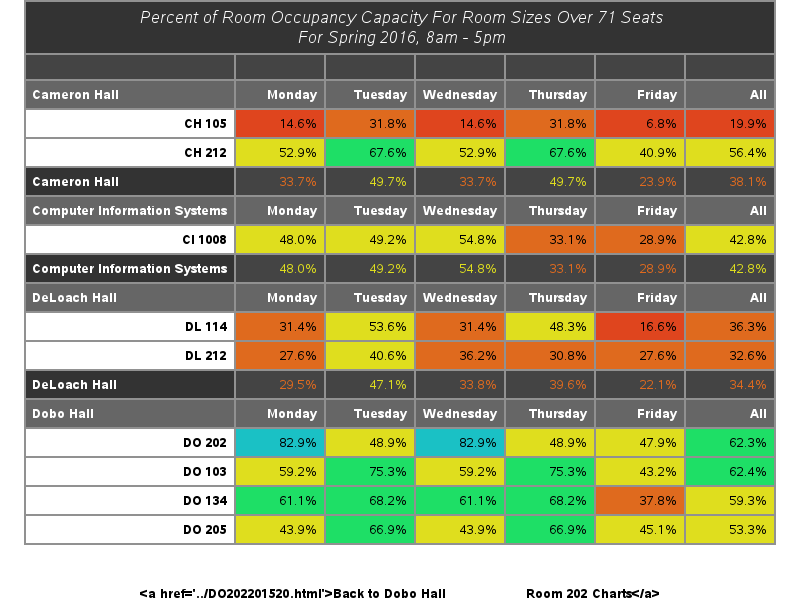 Percent of Room Occupancy Capacity For Room Sizes Over 71 Seats
For Spring 2016, 8am - 5pm
Cameron Hall Monday Tuesday Wednesday Thursday Friday All
CH 105 14.6% 31.8% 14.6% 31.8% 6.8% 19.9%
CH 212 52.9% 67.6% 52.9% 67.6% 40.9% 56.4%
Cameron Hall 33.7% 49.7% 33.7% 49.7% 23.9% 38.1%
Computer Information Systems Monday Tuesday Wednesday Thursday Friday All
CI 1008 48.0% 49.2% 54.8% 33.1% 28.9% 42.8%
Computer Information Systems 48.0% 49.2% 54.8% 33.1% 28.9% 42.8%
DeLoach Hall Monday Tuesday Wednesday Thursday Friday All
DL 114 31.4% 53.6% 31.4% 48.3% 16.6% 36.3%
DL 212 27.6% 40.6% 36.2% 30.8% 27.6% 32.6%
DeLoach Hall 29.5% 47.1% 33.8% 39.6% 22.1% 34.4%
Dobo Hall Monday Tuesday Wednesday Thursday Friday All
DO 202 82.9% 48.9% 82.9% 48.9% 47.9% 62.3%
DO 103 59.2% 75.3% 59.2% 75.3% 43.2% 62.4%
DO 134 61.1% 68.2% 61.1% 68.2% 37.8% 59.3%
DO 205 43.9% 66.9% 43.9% 66.9% 45.1% 53.3%
<a href='../DO202201520.html'>Back to Dobo Hall Room 202 Charts</a>